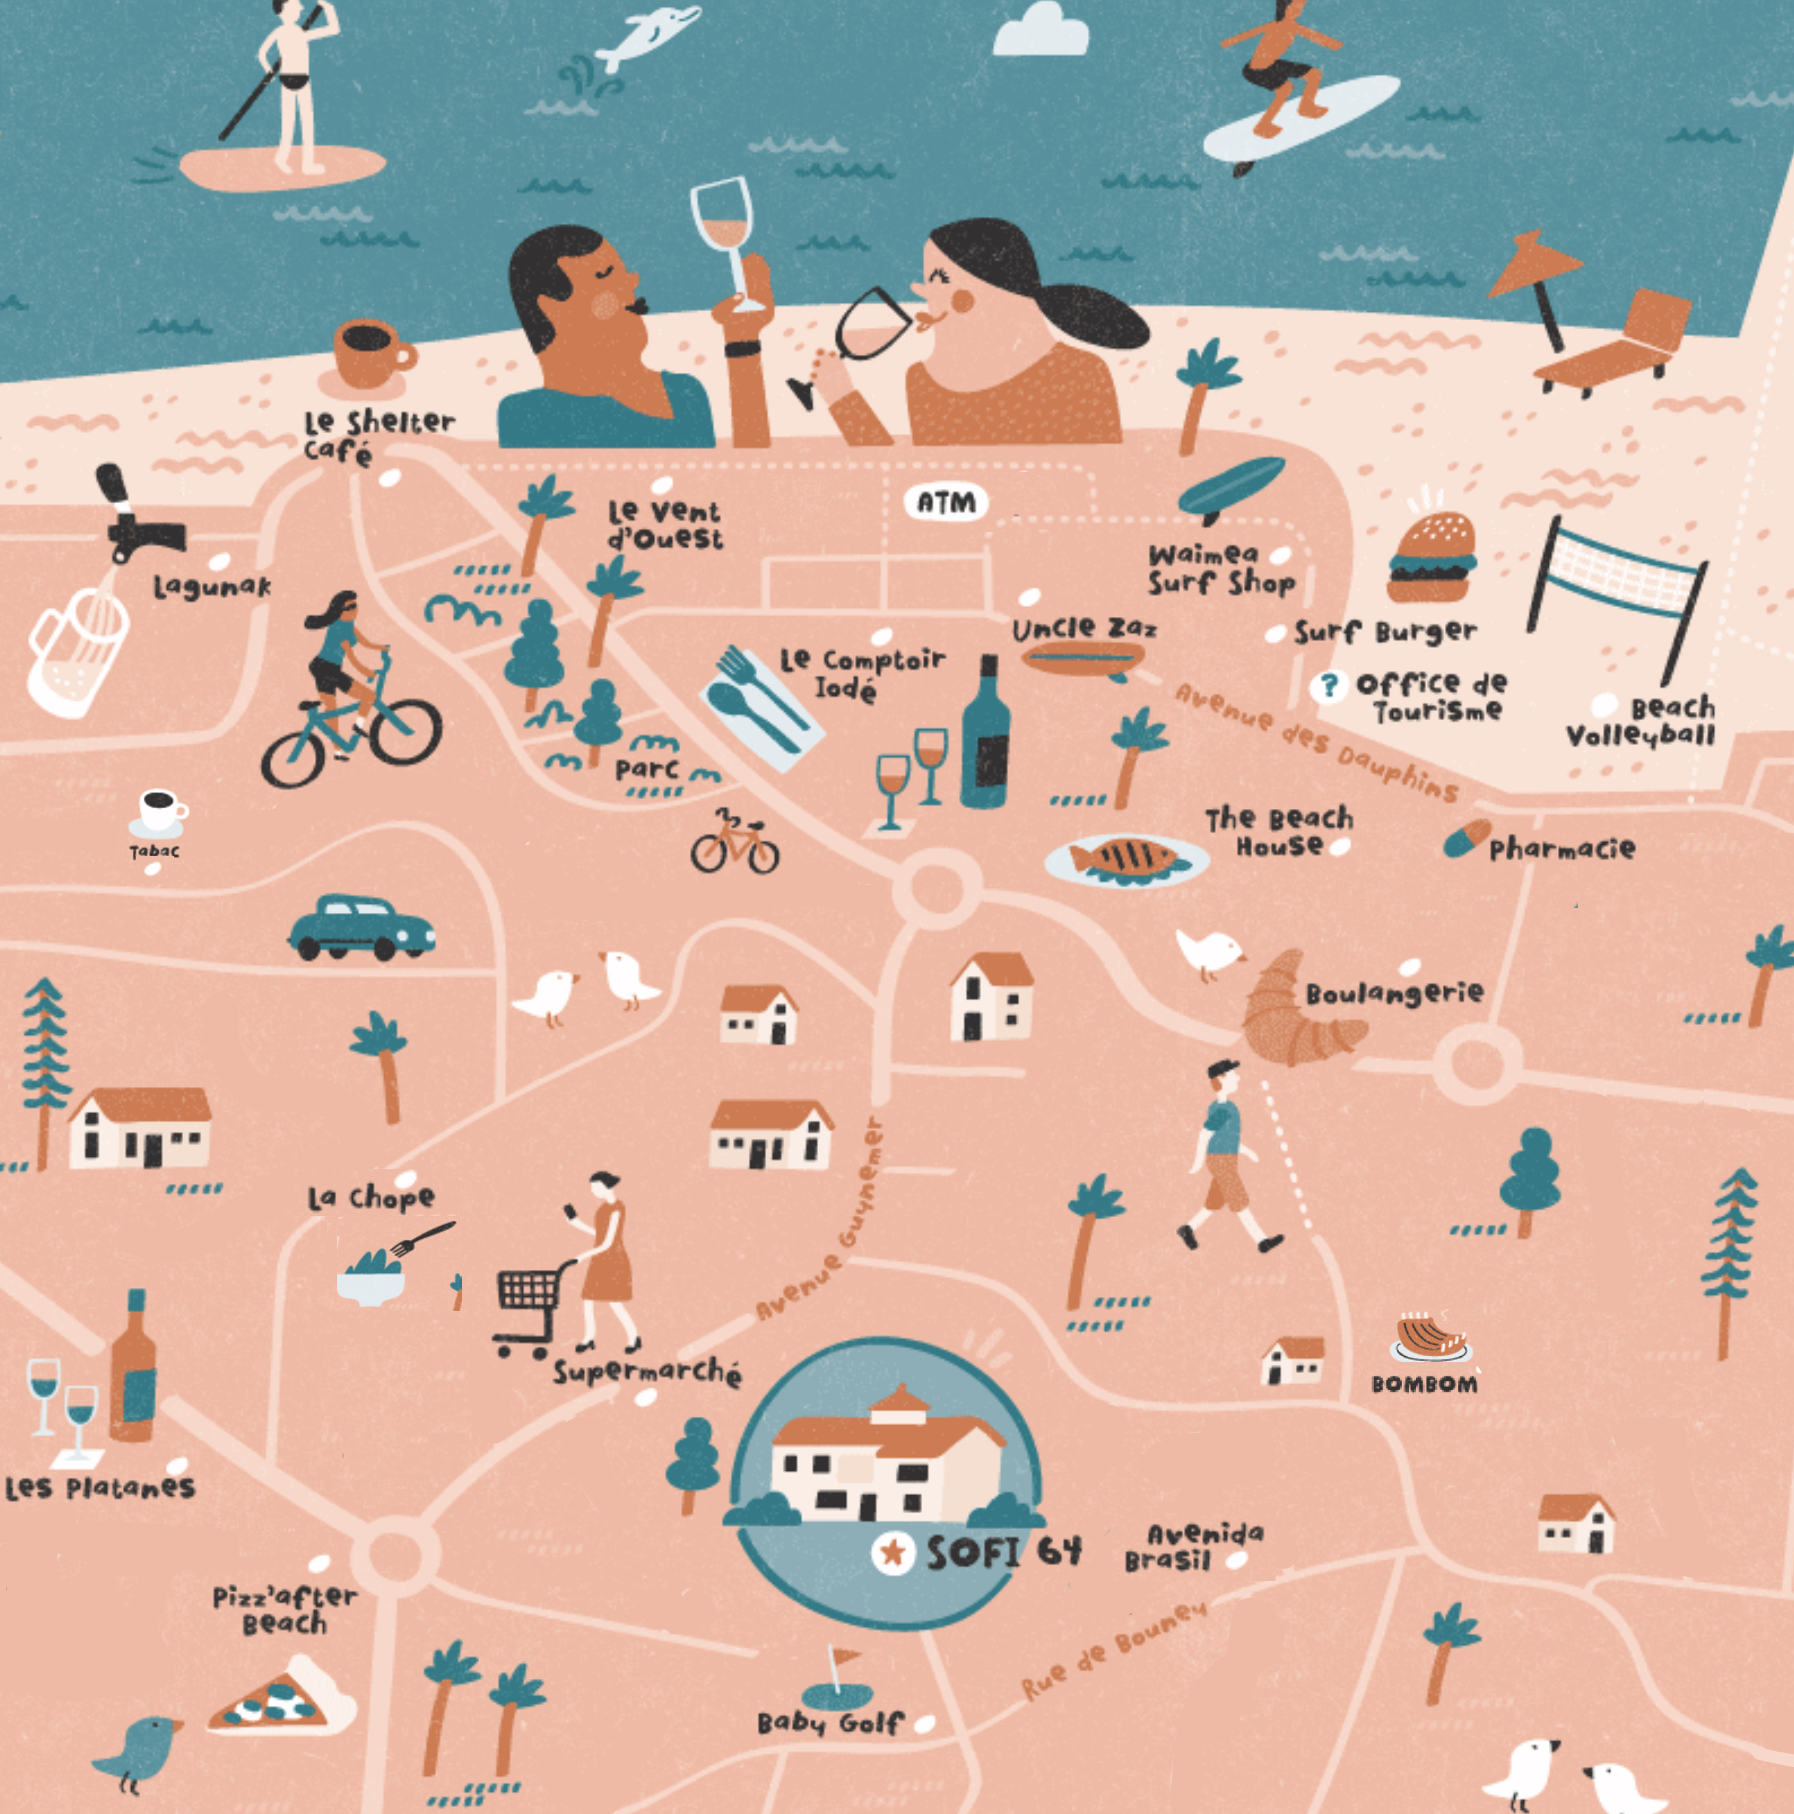 Le Shelter
Café
Lagunak
Le Vent
d'Ouest
ATM
Waimea
Surf Shop
Uncle Zaz
Surf Burger
Le Comptoir
Iodé
? Office de
Tourisme
Avenue des Dauphins
Beach
Volleyball
Parc
Tabac
The Beach
House
Pharmacie
Boulangerie
La Chope
Avenue Guynemer
Supermarché
BOMBOM
Les Platanes
SOFI 64
Avenida
Brasil
Pizz'after
Beach
Rue de Bouney
Baby Golf